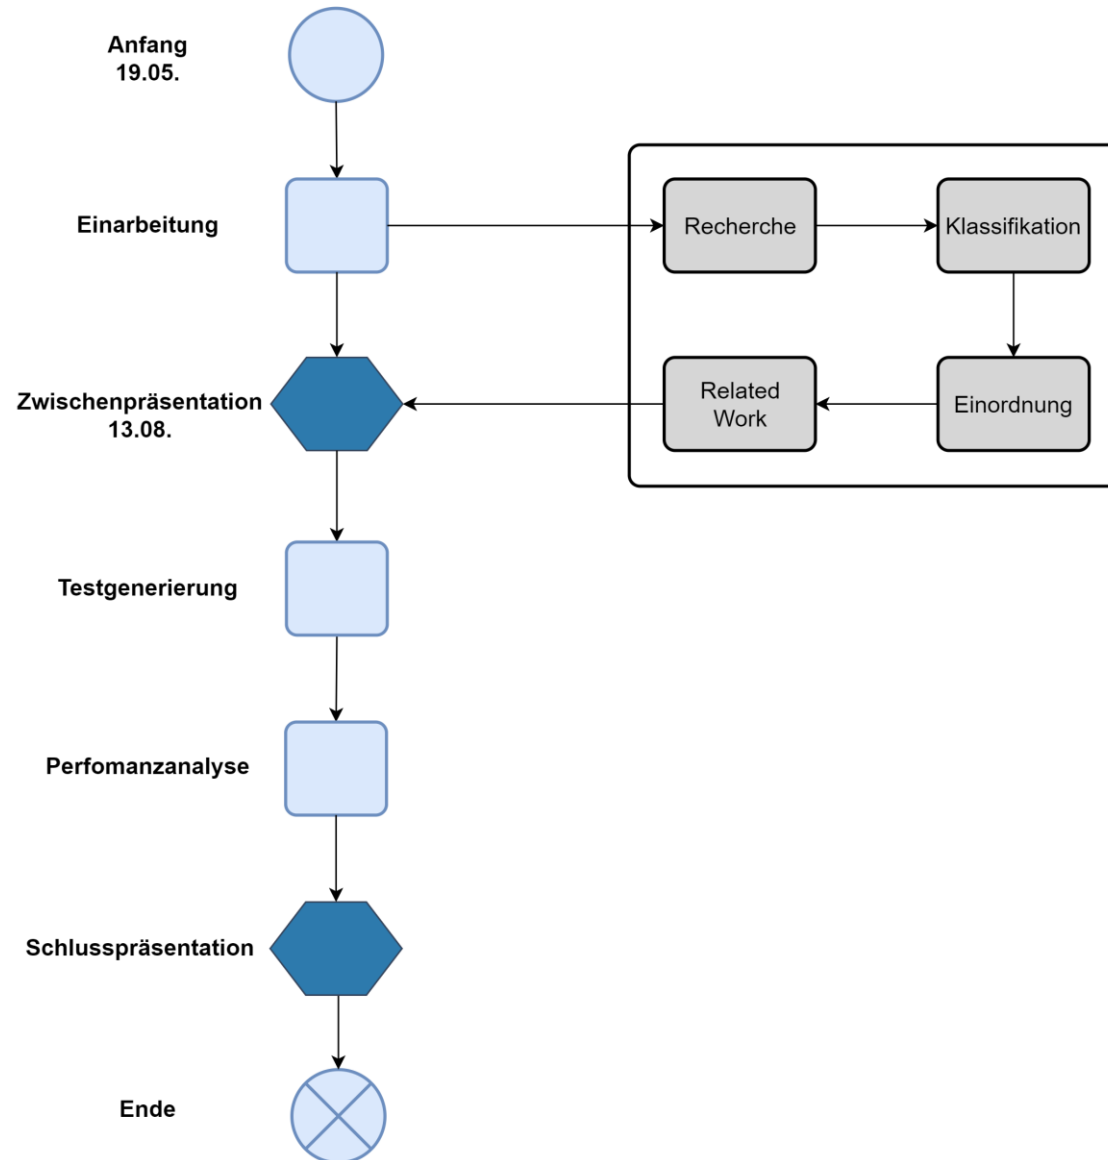 Anfang
19.05.
Einarbeitung
Recherche
Klassifikation
Zwischenpräsentation
13.08.
Related
Work
Einordnung
Testgenerierung
Perfomanzanalyse
Schlusspräsentation
Ende